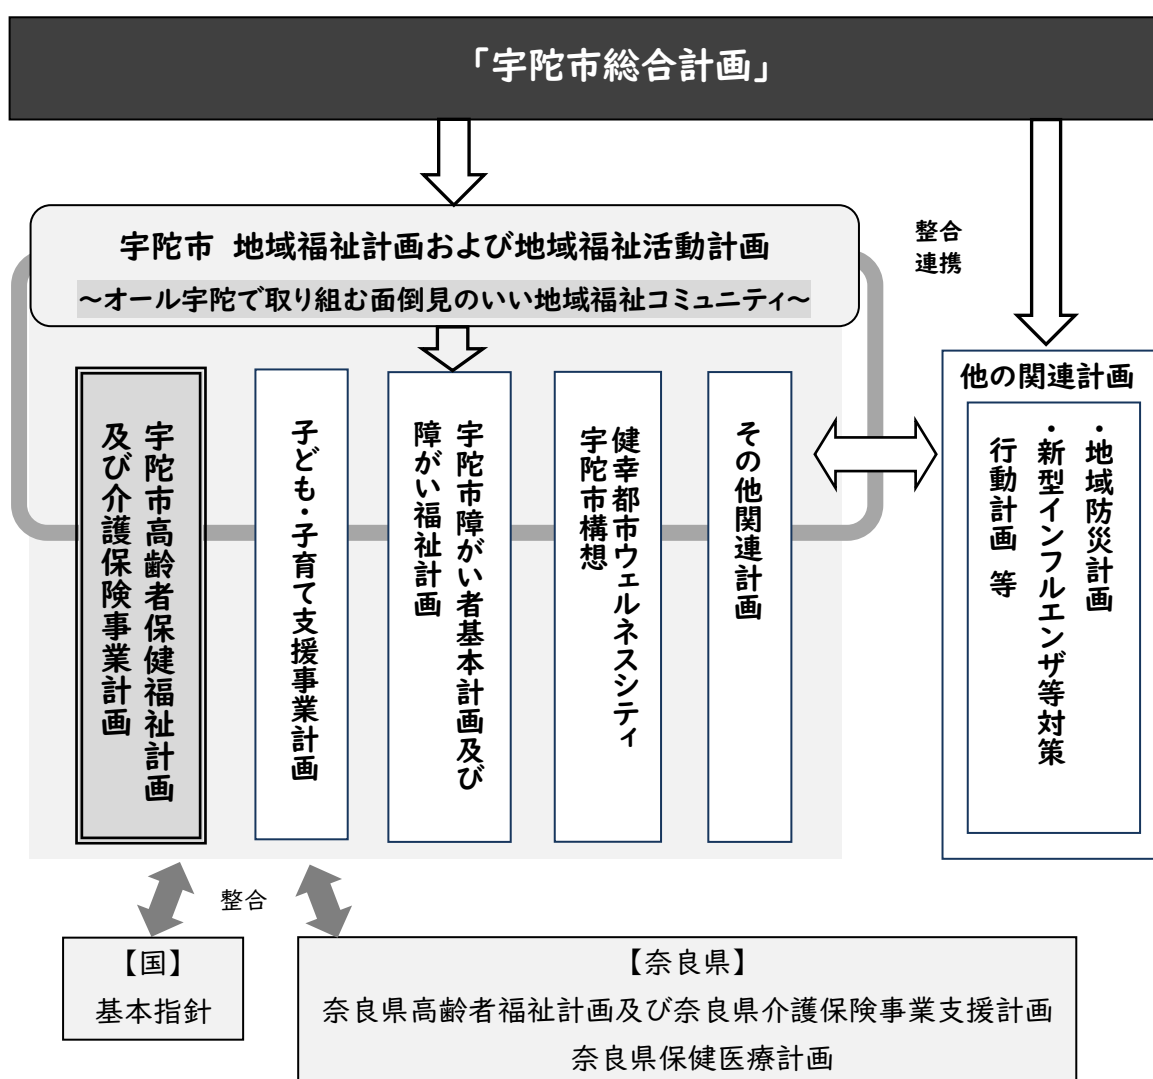 「宇陀市総合計画」
宇陀市 地域福祉計画および地域福祉活動計画
～オール宇陀で取り組む面倒見のいい地域福祉コミュニティ～
整合
連携
宇陀市高齢者保健福祉計画
及び介護保険事業計画
子ども・子育て支援事業計画
宇陀市障がい者基本計画及び
障がい福祉計画
健幸都市ウェルネスシティ
宇陀市構想
その他関連計画
他の関連計画
・地域防災計画
・新型インフルエンザ等対策
行動計画 等
整合
【国】
基本指針
【奈良県】
奈良県高齢者福祉計画及び奈良県介護保険事業支援計画
奈良県保健医療計画